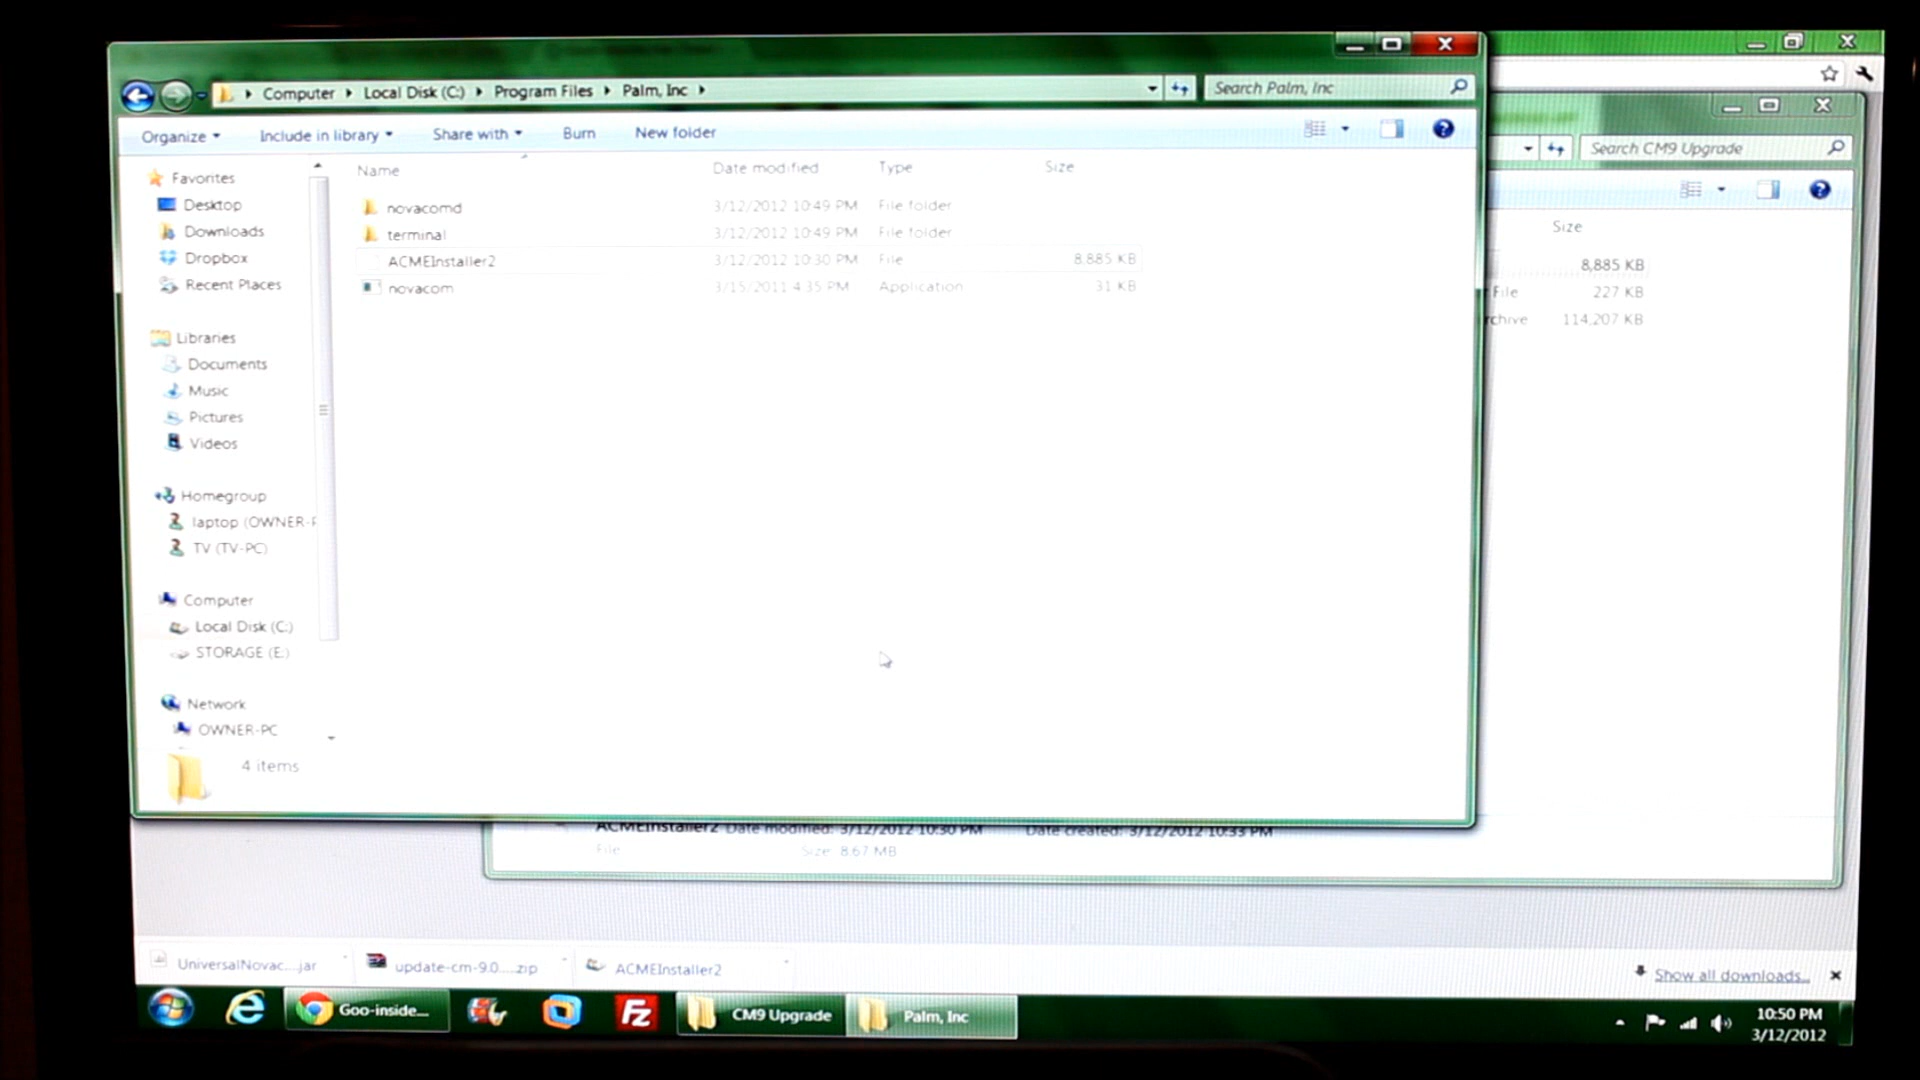 Computer Local Disk (C:) Program Files Palm, Inc
Search Palm, Inc
Organize Include in library Share with Burn New folder
Search CM9 Upgrade
Name Date modified Type Size
novacomd 3/12/2012 10:49 PM File folder
terminal 3/12/2012 10:49 PM File folder
ACMEInstaller2 3/12/2012 10:30 PM File 8,885 KB
novacom 3/15/2011 4:35 PM Application 31 KB
Favorites
Desktop
Downloads
Dropbox
Recent Places
Libraries
Documents
Music
Pictures
Videos
Homegroup
laptop (OWNER-P
TV (TV-PC)
Computer
Local Disk (C:)
STORAGE (E:)
Network
OWNER-PC
4 items
Size
8,885 KB
File 227 KB
rchive 114,207 KB
ACMEInstaller2 Date modified: 3/12/2012 10:30 PM Date created: 3/12/2012 10:33 PM
File Size: 8.67 MB
UniversalNovac....jar update-cm-9.0....zip ACMEInstaller2
Show all downloads...
Goo-inside... CM9 Upgrade Palm, Inc
10:50 PM
3/12/2012